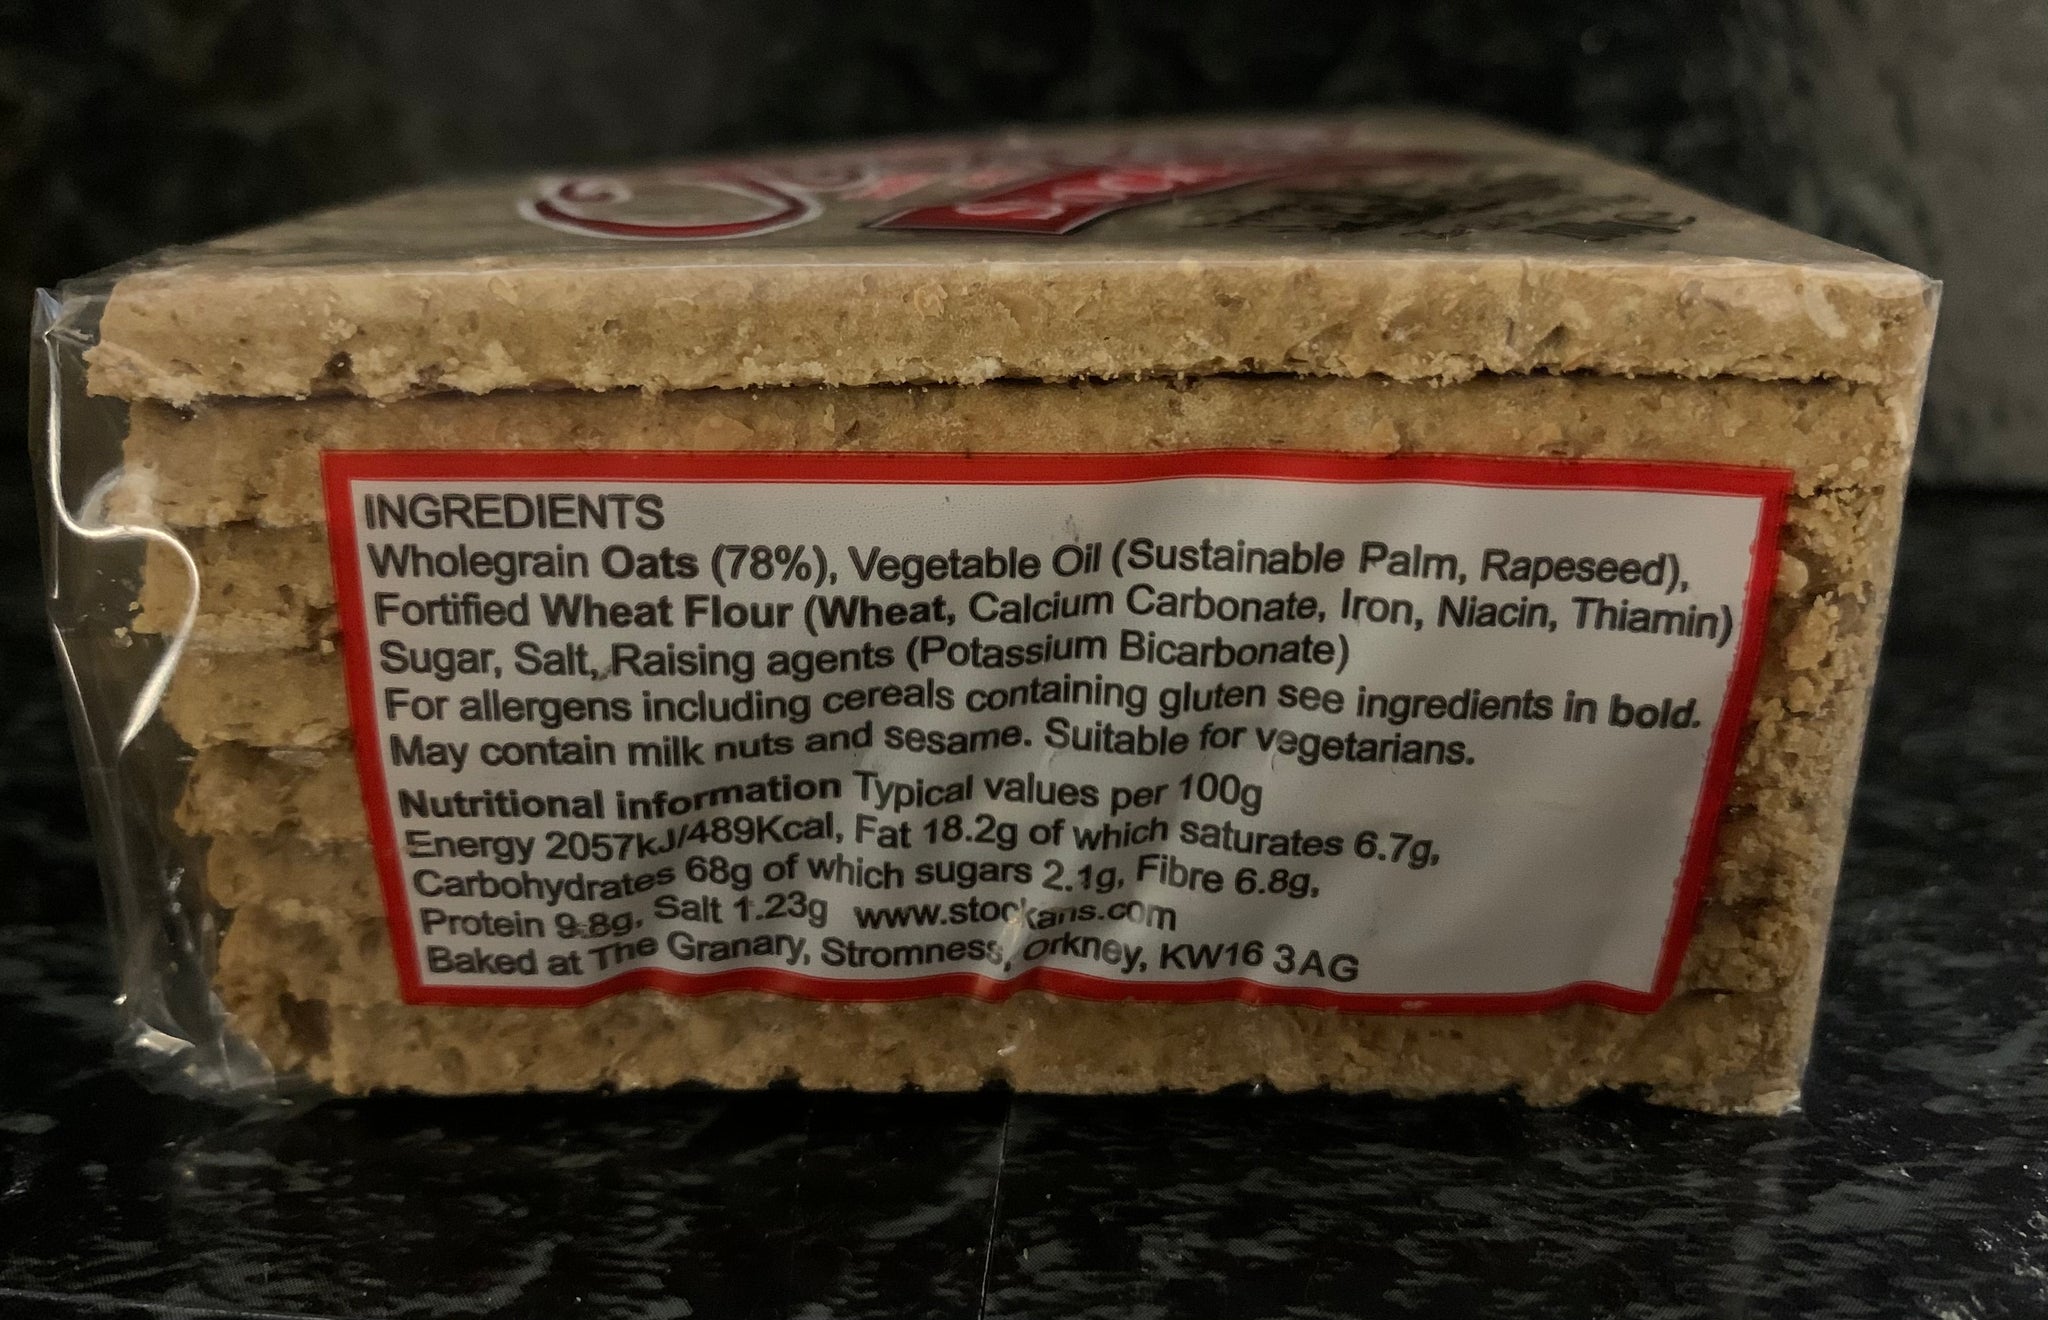 INGREDIENTS
Wholegrain Oats (78%), Vegetable Oil (Sustainable Palm, Rapeseed),
Fortified Wheat Flour (Wheat, Calcium Carbonate, Iron, Niacin, Thiamin)
Sugar, Salt, Raising agents (Potassium Bicarbonate)
For allergens including cereals containing gluten see ingredients in bold.
May contain milk nuts and sesame. Suitable for vegetarians.
Nutritional information Typical values per 100g
Energy 2057kJ/489Kcal, Fat 18.2g of which saturates 6.7g,
Carbohydrates 68g of which sugars 2.1g, Fibre 6.8g,
Protein 9.8g, Salt 1.23g www.stockans.com
Baked at The Granary, Stromness, Orkney, KW16 3AG